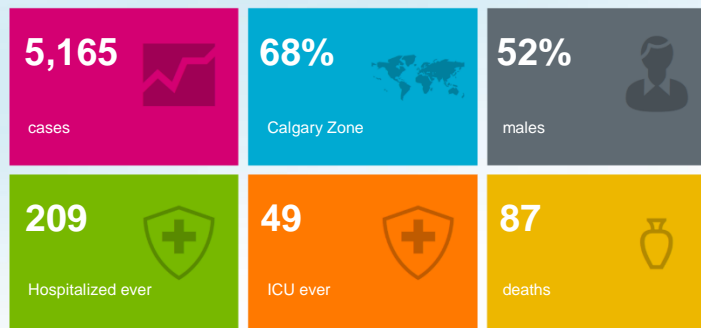 5,165
cases
68%
Calgary Zone
52%
males
209
Hospitalized ever
49
ICU ever
87
deaths